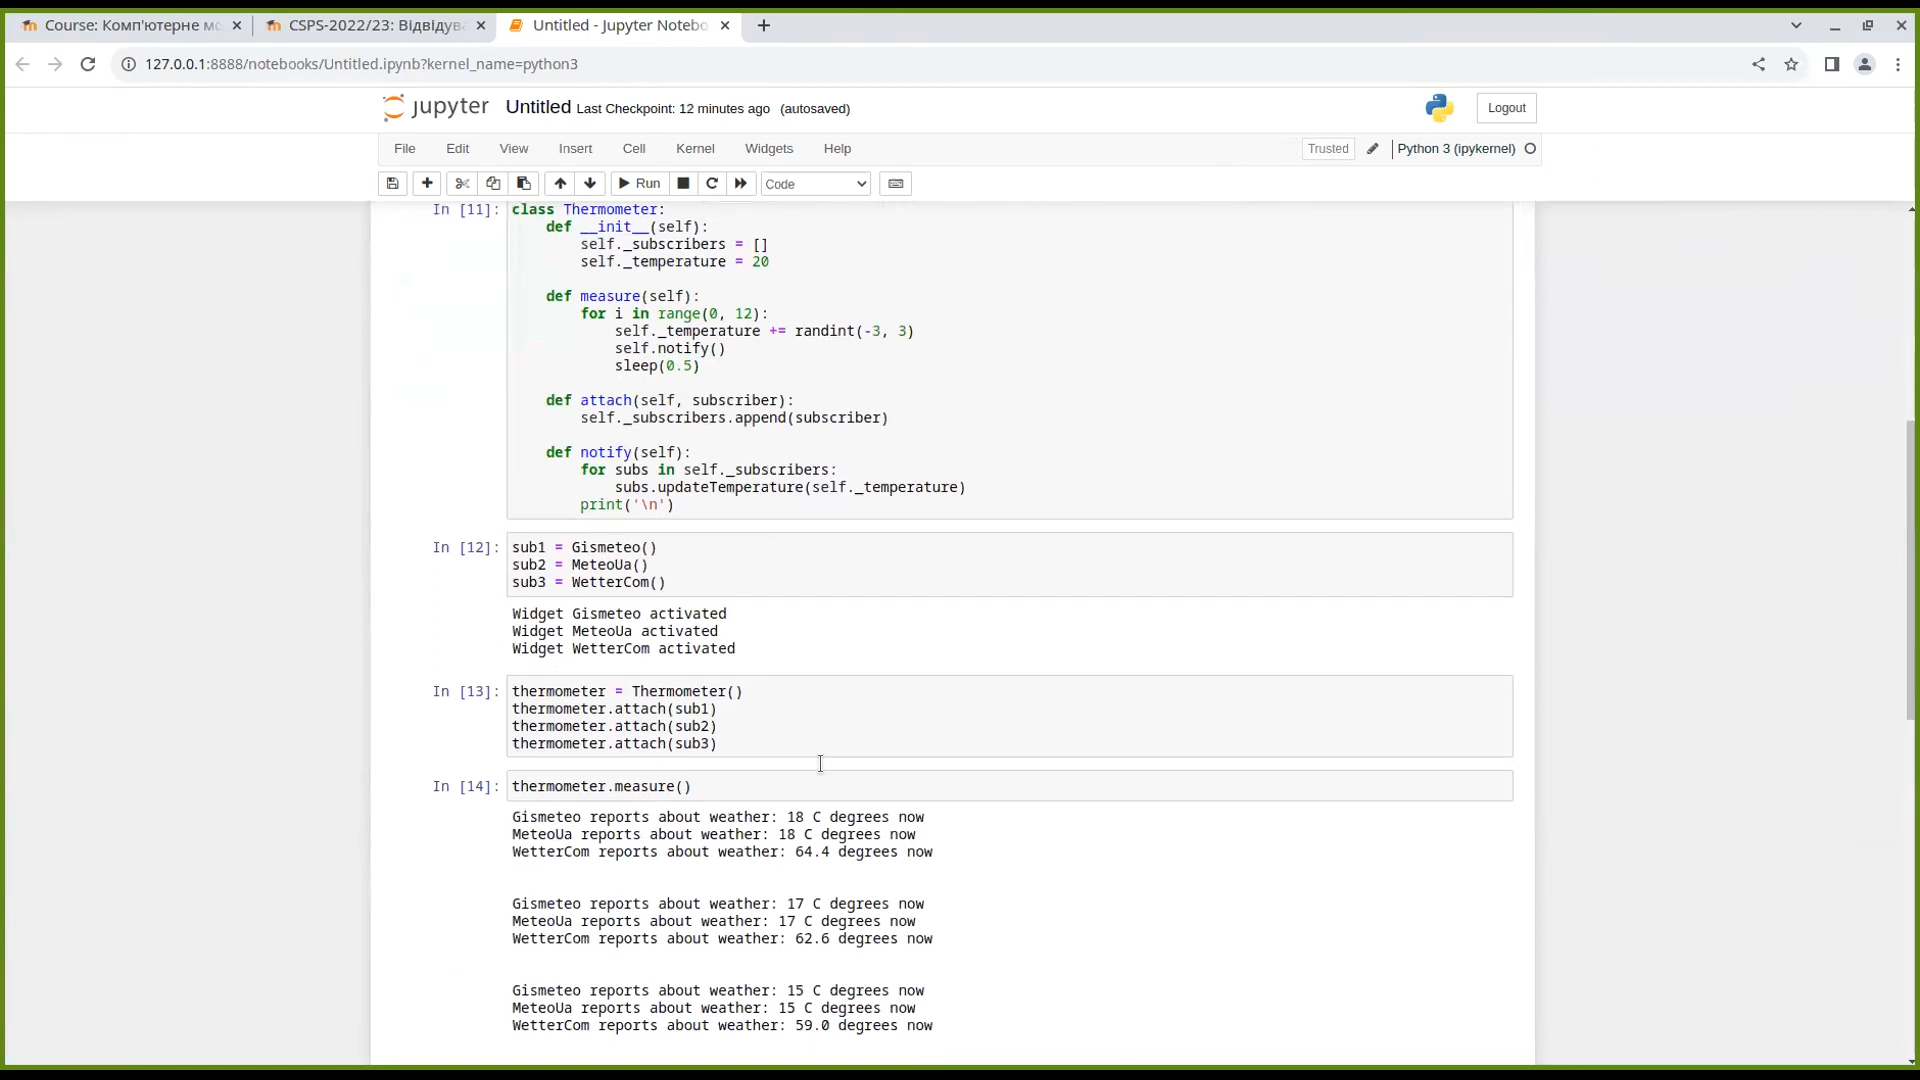 Course: Комп'ютерне мо
CSPS-2022/23: Відвідува
Untitled - Jupyter Notebo
127.0.0.1:8888/notebooks/Untitled.ipynb?kernel_name=python3
jupyter Untitled Last Checkpoint: 12 minutes ago (autosaved)
Logout
File Edit View Insert Cell Kernel Widgets Help
Trusted
Python 3 (ipykernel)
Run
Code
In [11]:
class Thermometer:
    def __init__(self):
        self._subscribers = []
        self._temperature = 20
    def measure(self):
        for i in range(0, 12):
            self._temperature += randint(-3, 3)
            self.notify()
            sleep(0.5)
    def attach(self, subscriber):
        self._subscribers.append(subscriber)
    def notify(self):
        for subs in self._subscribers:
            subs.updateTemperature(self._temperature)
        print('\n')
In [12]:
sub1 = Gismeteo()
sub2 = MeteoUa()
sub3 = WetterCom()
Widget Gismeteo activated
Widget MeteoUa activated
Widget WetterCom activated
In [13]:
thermometer = Thermometer()
thermometer.attach(sub1)
thermometer.attach(sub2)
thermometer.attach(sub3)
In [14]:
thermometer.measure()
Gismeteo reports about weather: 18 C degrees now
MeteoUa reports about weather: 18 C degrees now
WetterCom reports about weather: 64.4 degrees now
Gismeteo reports about weather: 17 C degrees now
MeteoUa reports about weather: 17 C degrees now
WetterCom reports about weather: 62.6 degrees now
Gismeteo reports about weather: 15 C degrees now
MeteoUa reports about weather: 15 C degrees now
WetterCom reports about weather: 59.0 degrees now